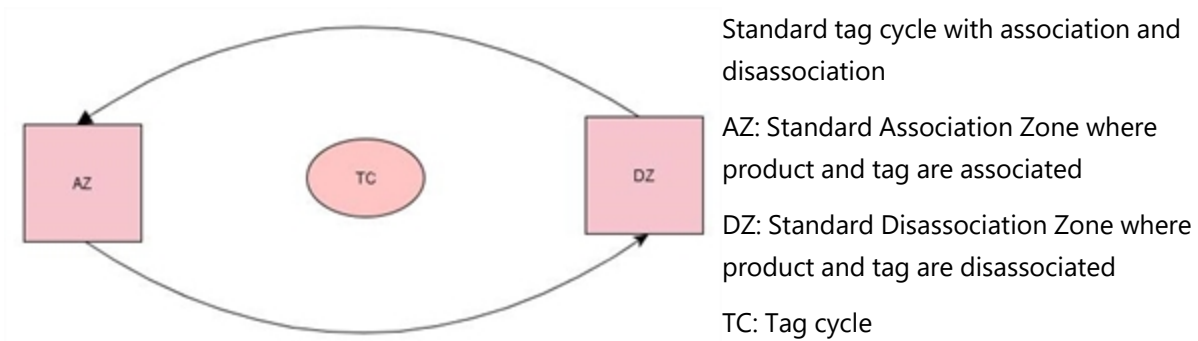 AZ
TC
DZ
Standard tag cycle with association and
disassociation
AZ: Standard Association Zone where
product and tag are associated
DZ: Standard Disassociation Zone where
product and tag are disassociated
TC: Tag cycle